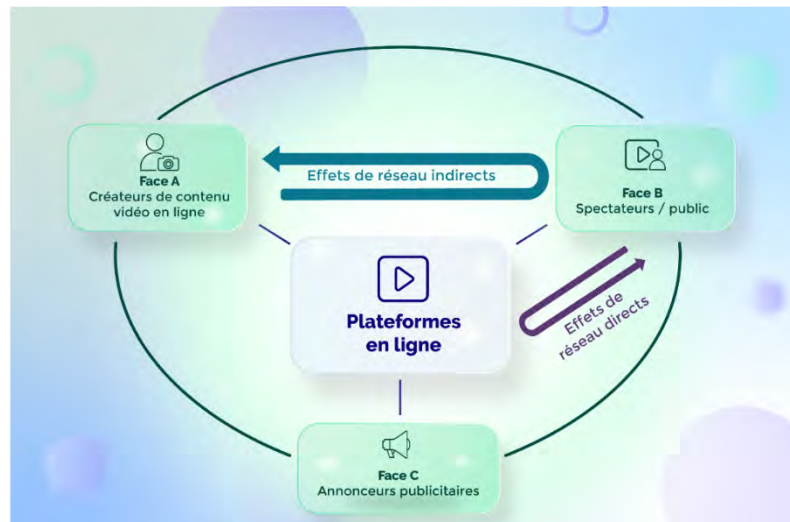 Face A
Créateurs de contenu
vidéo en ligne
Effets de réseau indirects
Face B
Spectateurs / public
Plateformes
en ligne
Effets de
réseau directs
Face C
Annonceurs publicitaires